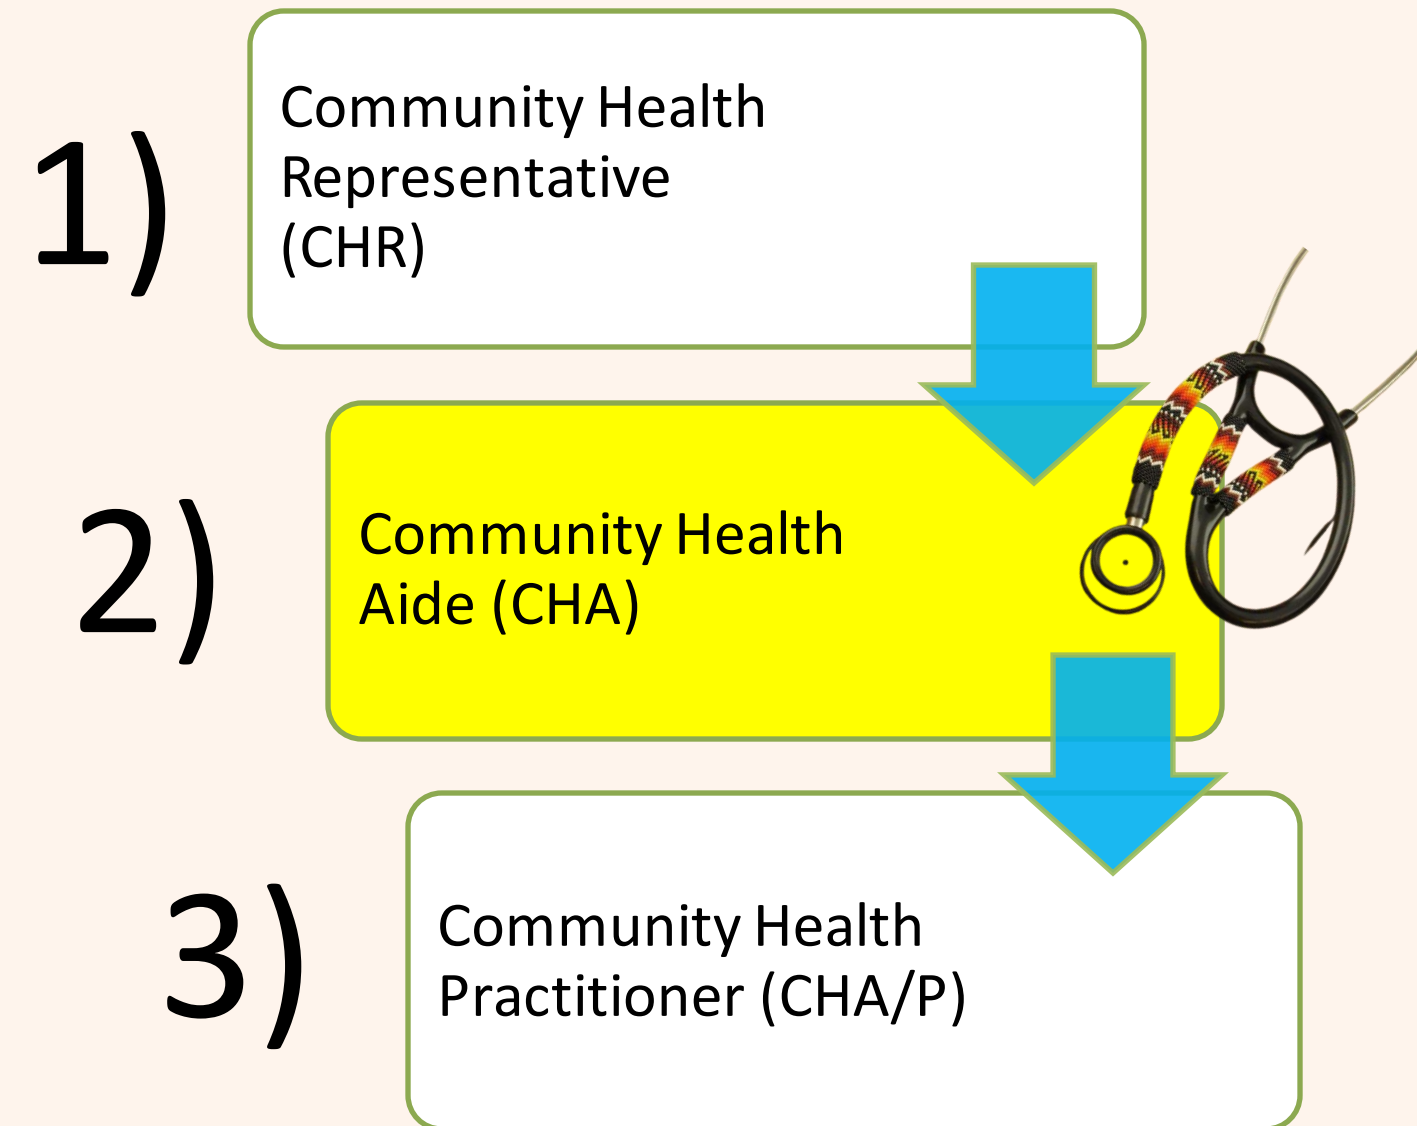 1)
Community Health
Representative
(CHR)
2)
Community Health
Aide (CHA)
3)
Community Health
Practitioner (CHA/P)